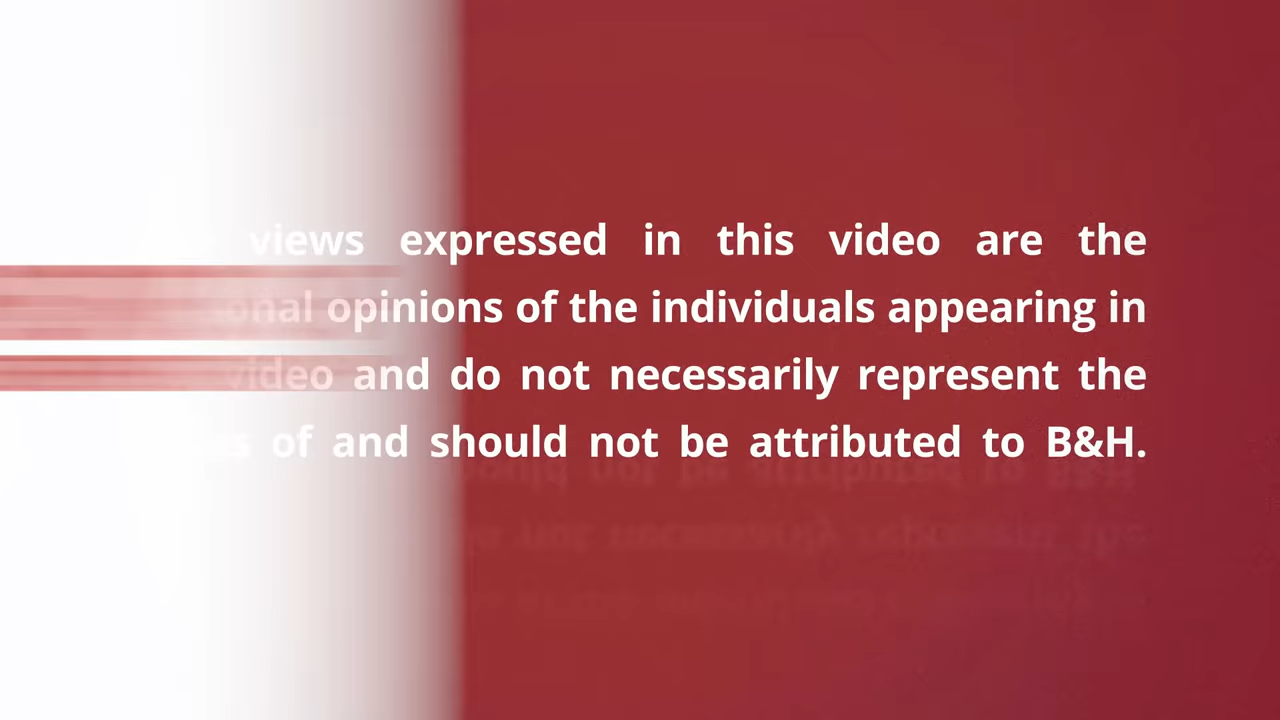 views expressed in this video are the
opinions of the individuals appearing in
video and do not necessarily represent the
of and should not be attributed to B&H.